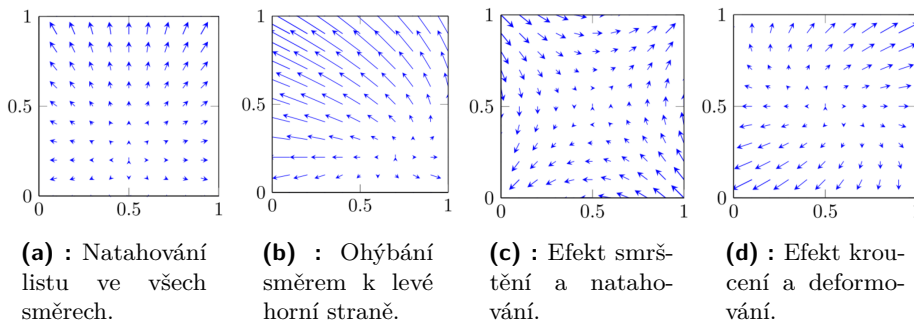 1
0.5
0
0
0.5
1
1
0.5
0
0
0.5
1
1
0.5
0
0
0.5
1
1
0.5
0
0
0.5
1
(a) : Natahování
listu ve všech
směrech.
(b) : Ohýbání
směrem k levé
horní straně.
(c) : Efekt smrš-
tění a nataho-
vání.
(d) : Efekt krou-
cení a deformo-
vání.